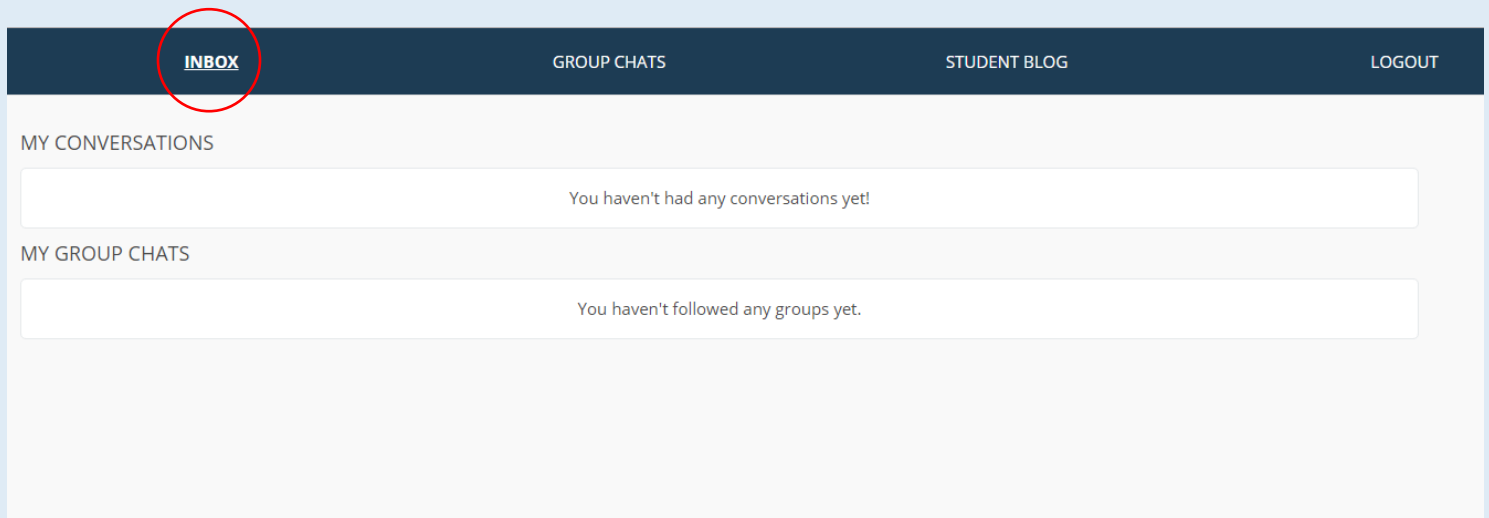 INBOX GROUP CHATS STUDENT BLOG LOGOUT
MY CONVERSATIONS
You haven't had any conversations yet!
MY GROUP CHATS
You haven't followed any groups yet.